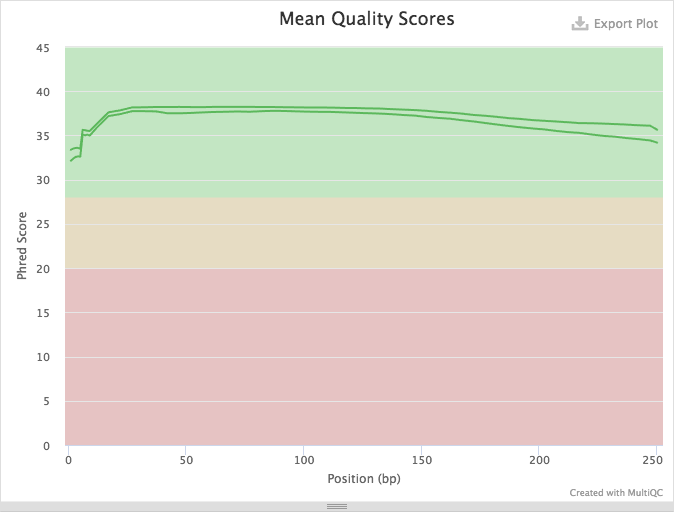 Mean Quality Scores
Export Plot
45
40
35
30
25
20
15
10
5
0
Phred Score
0 50 100 150 200 250
Position (bp)
Created with MultiQC